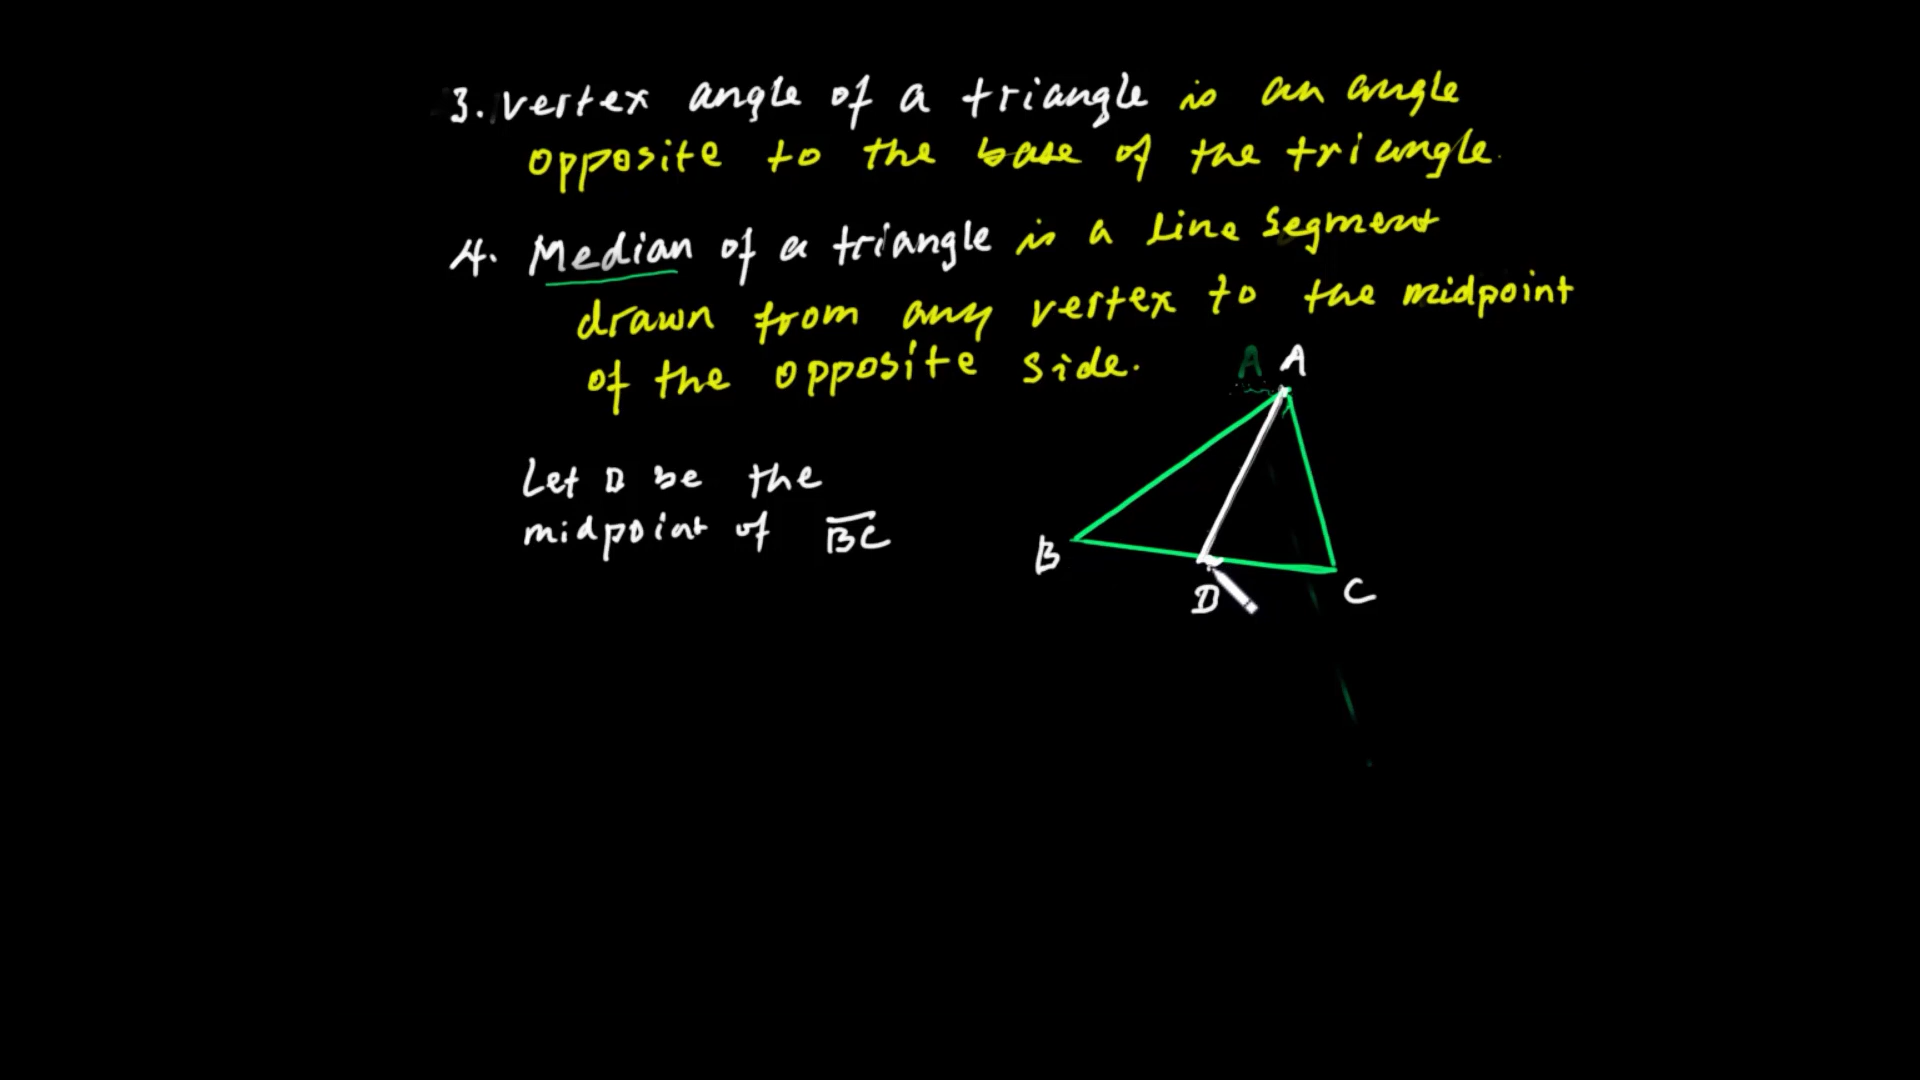 3. vertex angle of a triangle is an angle
opposite to the base of the triangle.
4. Median of a triangle is a Line Segment
drawn from any vertex to the midpoint
of the opposite side.
A A
Let D be the
midpoint of B̅C̅
B
D
C